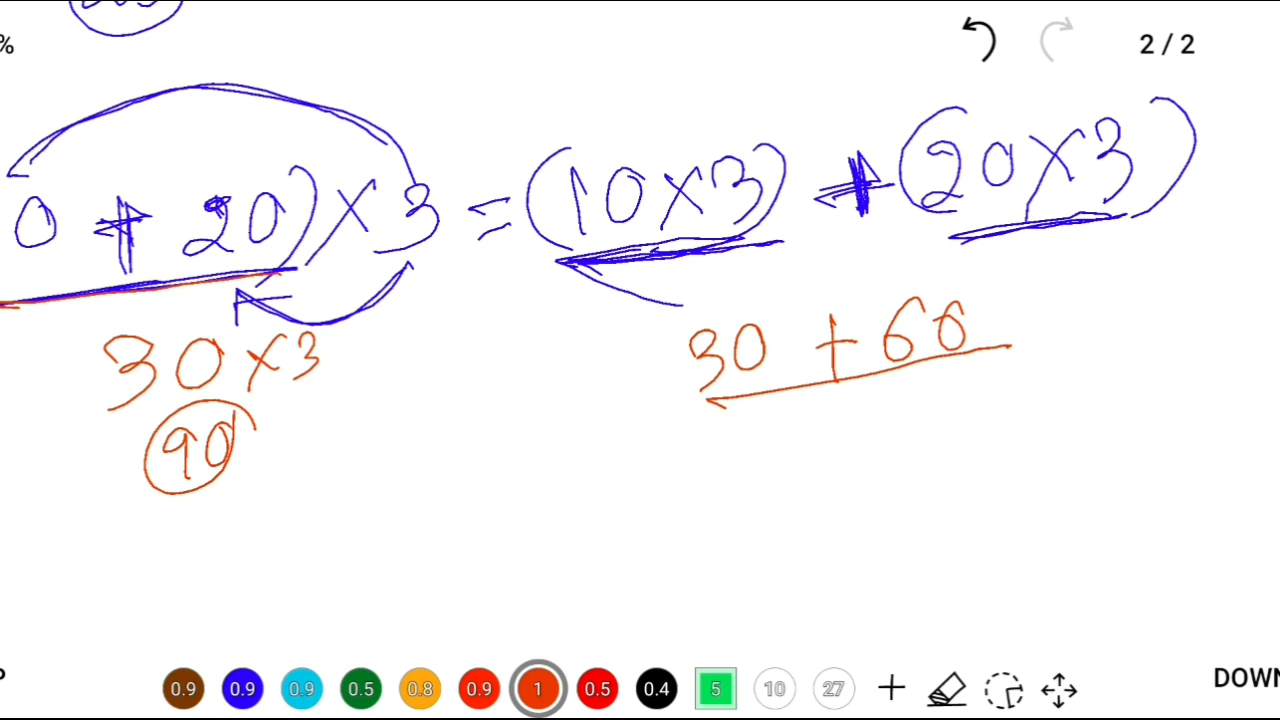 %
2 / 2
0 + 20) × 3 = (10 × 3) + (20 × 3)
30 × 3
30 + 60
90
0.9 0.9 0.9 0.5 0.8 0.9 1 0.5 0.4 5 10 27
DOWN